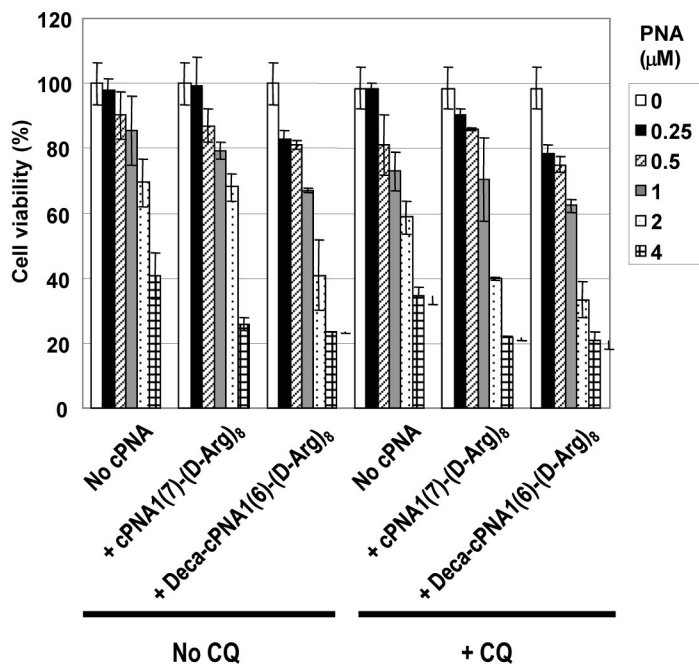 120
100
80
60
40
20
0
Cell viability (%)
PNA
(μM)
0
0.25
0.5
1
2
4
No cPNA
+ cPNA1(7)-(D-Arg)8
+ Deca-cPNA1(6)-(D-Arg)8
No cPNA
+ cPNA1(7)-(D-Arg)8
+ Deca-cPNA1(6)-(D-Arg)8
No CQ
+ CQ